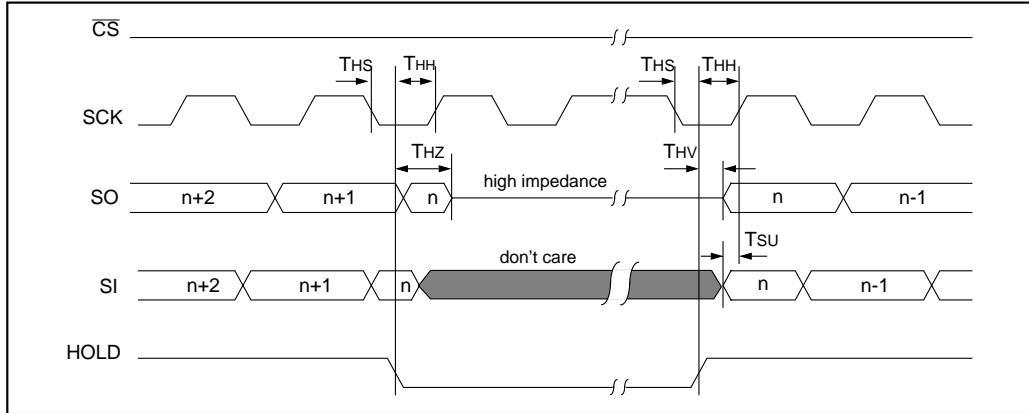 CS
THS THH THS THH
SCK
THZ THV
SO n+2 n+1 n high impedance n n-1
TSU
SI n+2 n+1 n don't care n n-1
HOLD